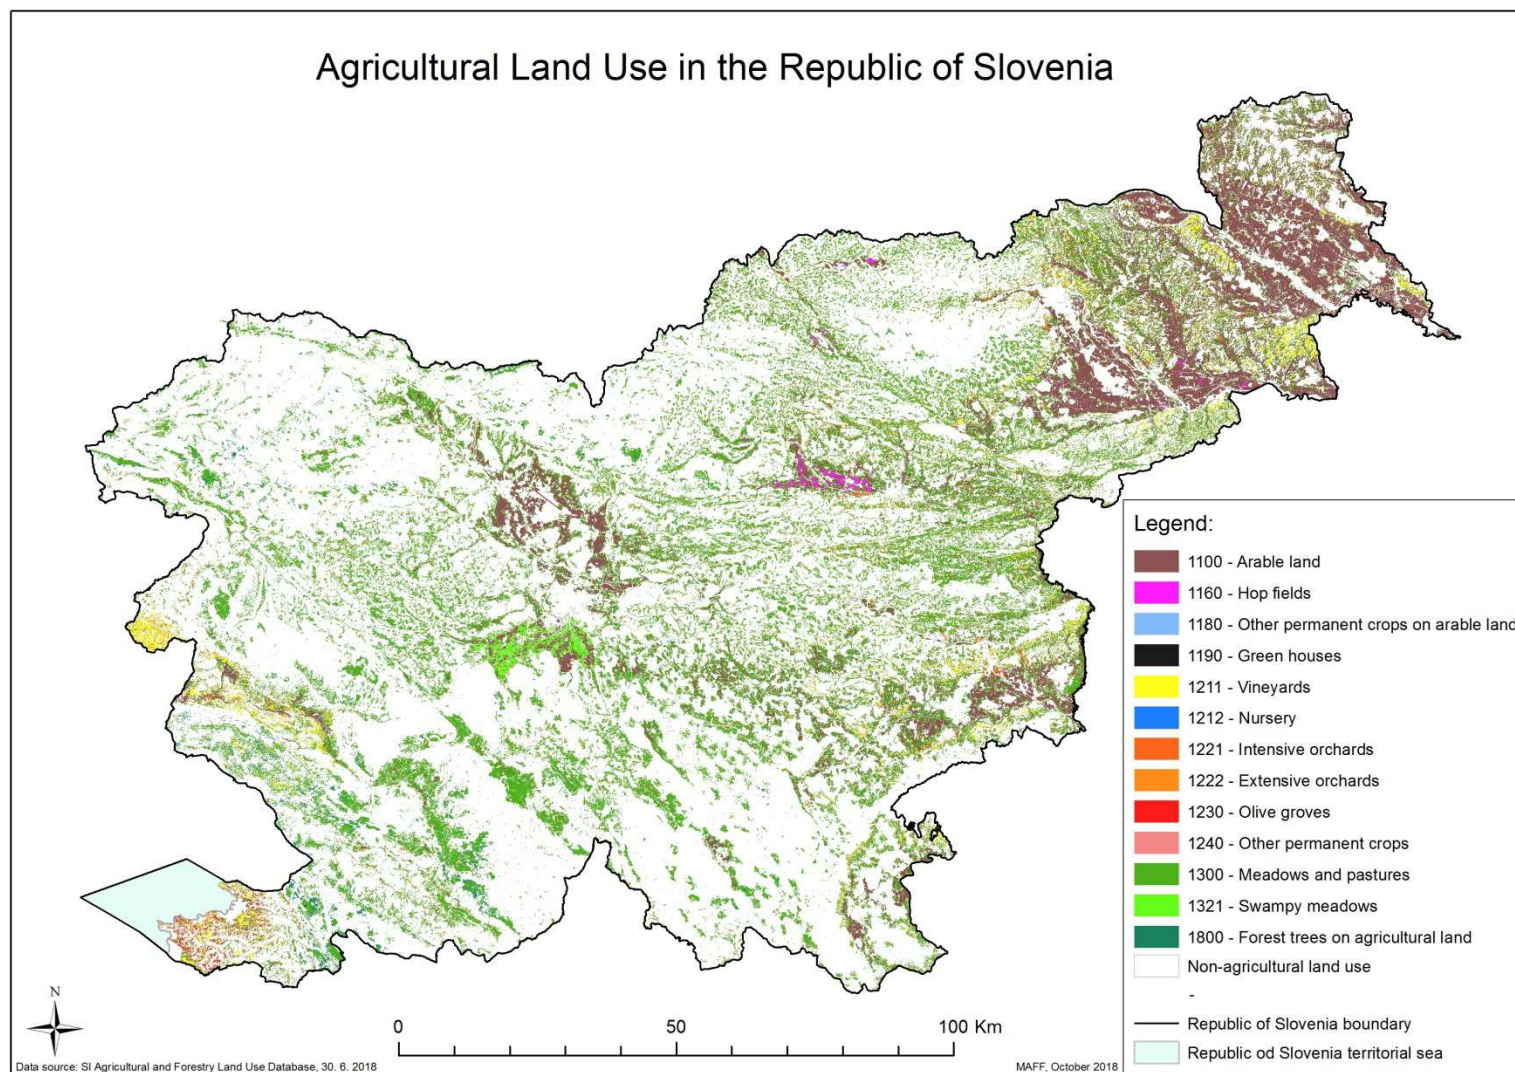 Agricultural Land Use in the Republic of Slovenia
Legend:
1100 - Arable land
1160 - Hop fields
1180 - Other permanent crops on arable land
1190 - Green houses
1211 - Vineyards
1212 - Nursery
1221 - Intensive orchards
1222 - Extensive orchards
1230 - Olive groves
1240 - Other permanent crops
1300 - Meadows and pastures
1321 - Swampy meadows
1800 - Forest trees on agricultural land
Non-agricultural land use
-
Republic of Slovenia boundary
Republic od Slovenia territorial sea
N
0 50 100 Km
Data source: SI Agricultural and Forestry Land Use Database, 30. 6. 2018
MAFF, October 2018